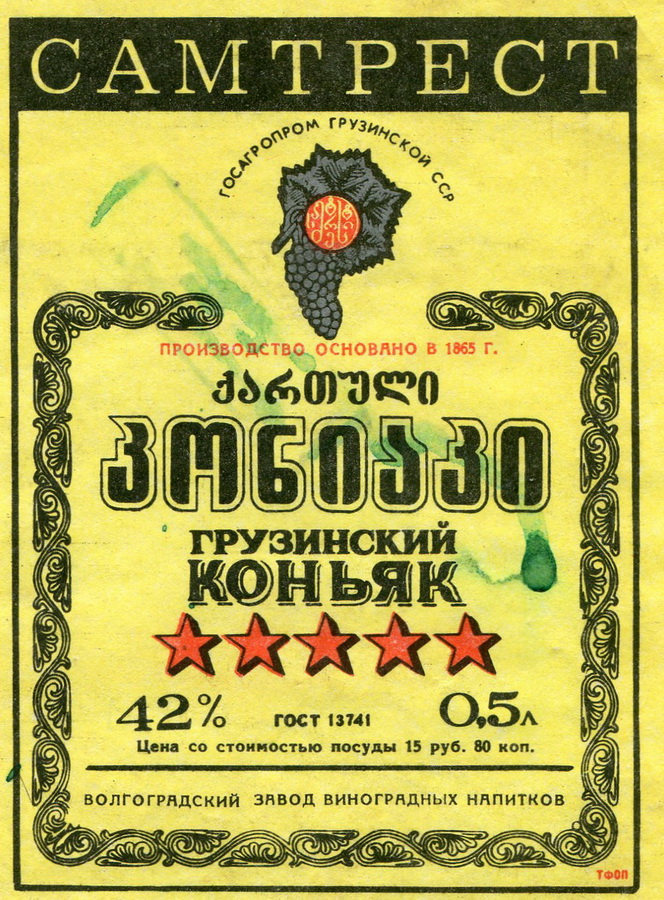 САМТРЕСТ
ГОСАГРОПРОМ ГРУЗИНСКОЙ ССР
ПРОИЗВОДСТВО ОСНОВАНО В 1865 Г.
ქართული
კონიაკი
ГРУЗИНСКИЙ
КОНЬЯК
42% ГОСТ 13741 0,5л
Цена со стоимостью посуды 15 руб. 80 коп.
ВОЛГОГРАДСКИЙ ЗАВОД ВИНОГРАДНЫХ НАПИТКОВ
ТФОП